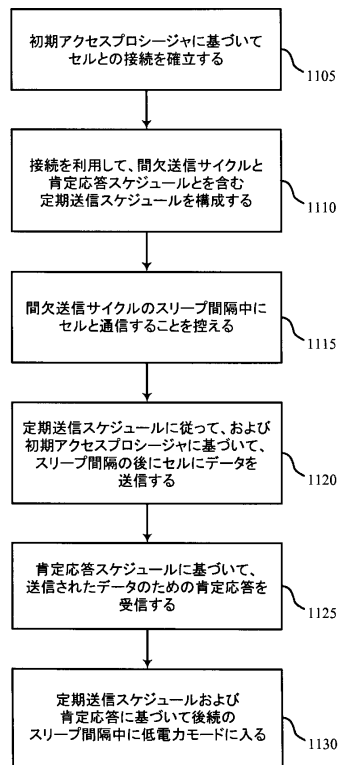 初期アクセスプロシージャに基づいて
セルとの接続を確立する
1105
接続を利用して、間欠送信サイクルと
肯定応答スケジュールとを含む
定期送信スケジュールを構成する
1110
間欠送信サイクルのスリープ間隔中に
セルと通信することを控える
1115
定期送信スケジュールに従って、および
初期アクセスプロシージャに基づいて、
スリープ間隔の後にセルにデータを
送信する
1120
肯定応答スケジュールに基づいて、
送信されたデータのための肯定応答を
受信する
1125
定期送信スケジュールおよび
肯定応答に基づいて後続の
スリープ間隔中に低電力モードに入る
1130